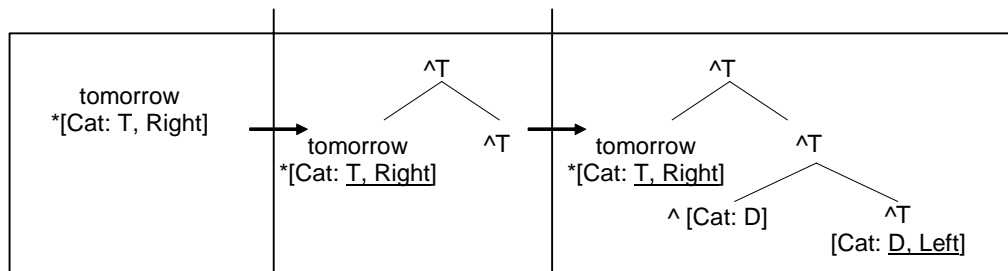 tomorrow
*[Cat: T, Right]
^T
tomorrow
*[Cat: T, Right]
^T
^T
tomorrow
*[Cat: T, Right]
^T
^ [Cat: D]
^T
[Cat: D, Left]